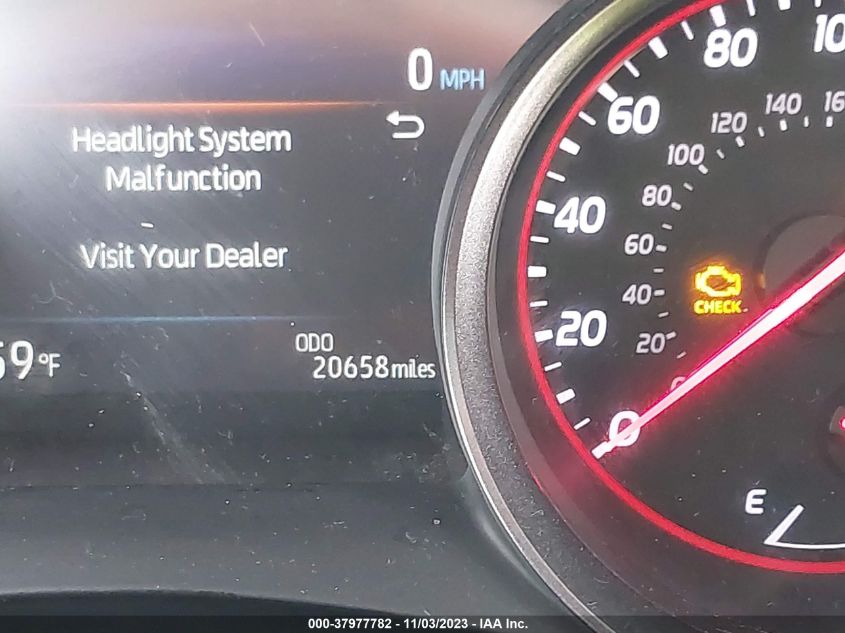 0 MPH
Headlight System
Malfunction
Visit Your Dealer
59°F
ODO
20658 miles
80
60
40
20
0
140
120
100
80
60
40
20
CHECK
E
000-37977782 - 11/03/2023 - IAA Inc.